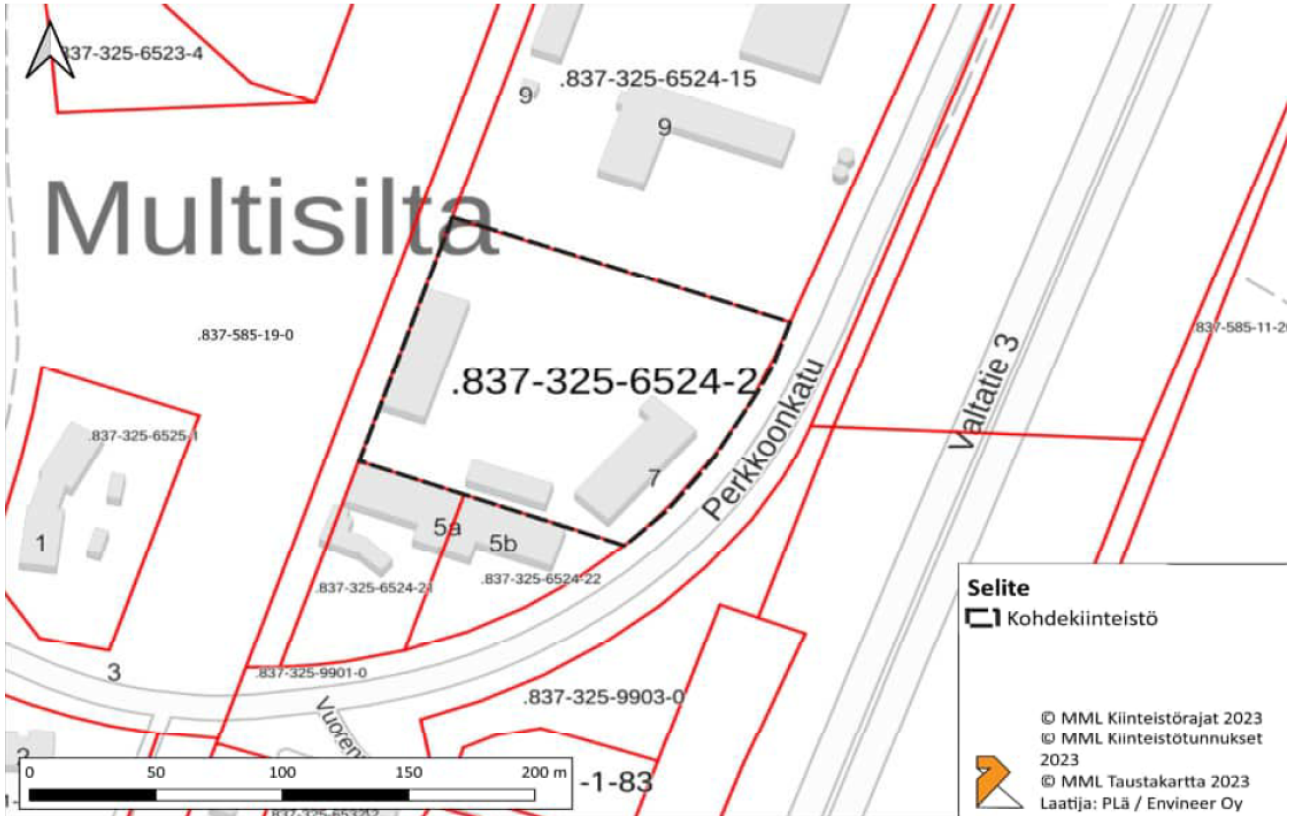 837-325-6523-4
.837-325-6524-15
9
9
Multisilta
.837-585-19-0
837-585-11-20
Valtatie 3
.837-325-6524-2
Perkkoonkatu
.837-325-6525-1
7
5a
5b
1
.837-325-6524-21
.837-325-6524-22
3
.837-325-9901-0
.837-325-9903-0
2
-1-83
0 50 100 150 200 m
Selite
Kohdekiinteistö
© MML Kiinteistörajat 2023
© MML Kiinteistötunnukset
2023
© MML Taustakartta 2023
Laatija: PLä / Envineer Oy